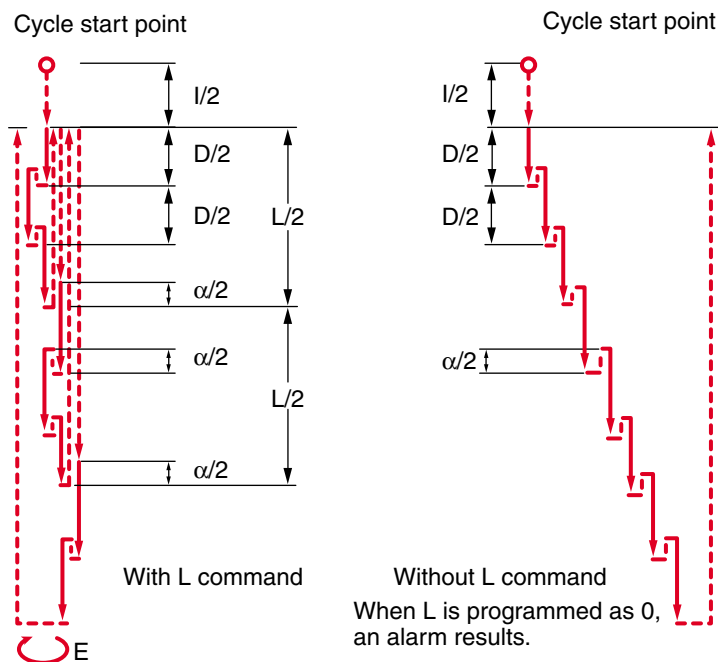 Cycle start point
Cycle start point
I/2
I/2
D/2
D/2
D/2
L/2
D/2
α/2
α/2
α/2
L/2
α/2
With L command
Without L command
When L is programmed as 0,
an alarm results.
E